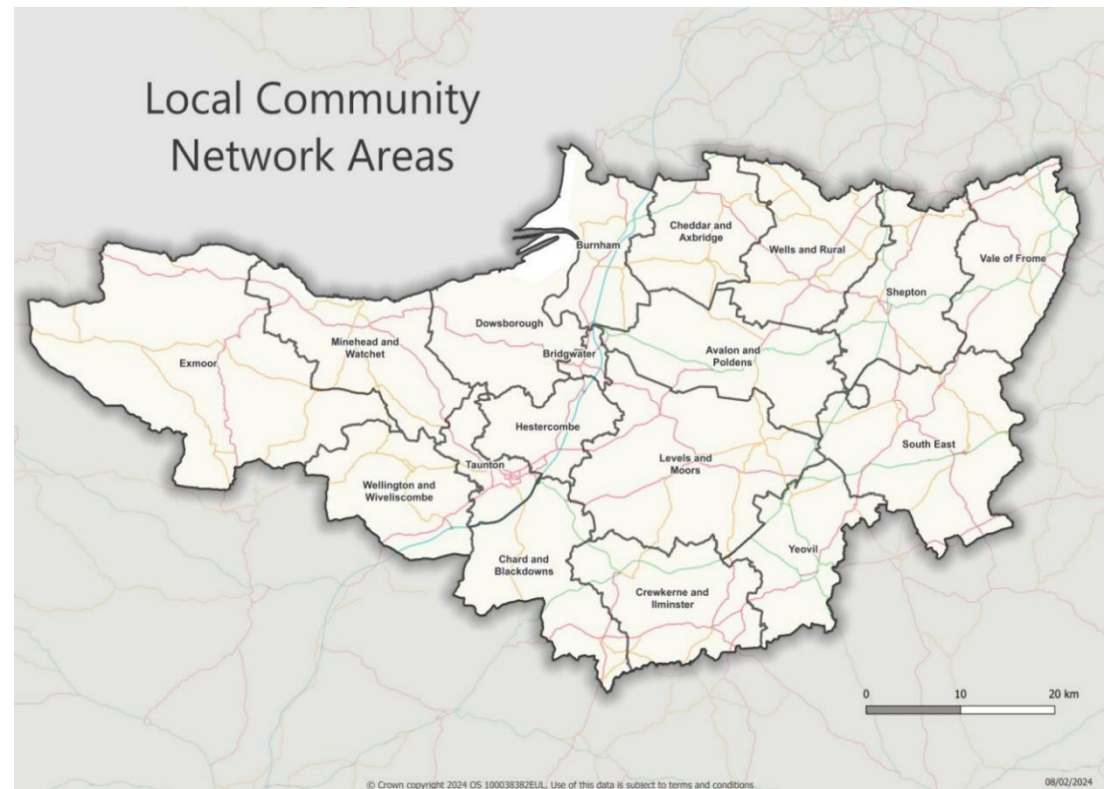 Local Community
Network Areas
Burnham
Cheddar and
Axbridge
Wells and Rural
Vale of Frome
Shepton
Dowsborough
Minehead and
Watchet
Exmoor
Bridgwater
Avalon and
Poldens
Hestercombe
South East
Levels and
Moors
Taunton
Wellington and
Wiveliscombe
Yeovil
Chard and
Blackdowns
Crewkerne and
Ilminster
0 10 20 km
© Crown copyright 2024 OS 100038382EUL. Use of this data is subject to terms and conditions
08/02/2024